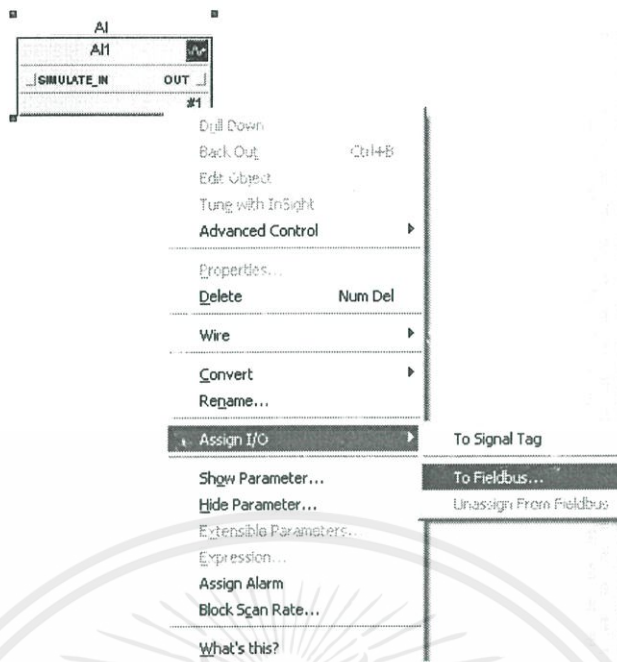 AI
AI1
SIMULATE_IN OUT
#1
Drill Down
Back Out Ctrl+B
Edit Object
Tune with InSight
Advanced Control
Properties...
Delete Num Del
Wire
Convert
Rename...
Assign I/O To Signal Tag
Show Parameter... To Fieldbus...
Hide Parameter... Unassign From Fieldbus
Extensible Parameters...
Expression...
Assign Alarm
Block Scan Rate...
What's this?